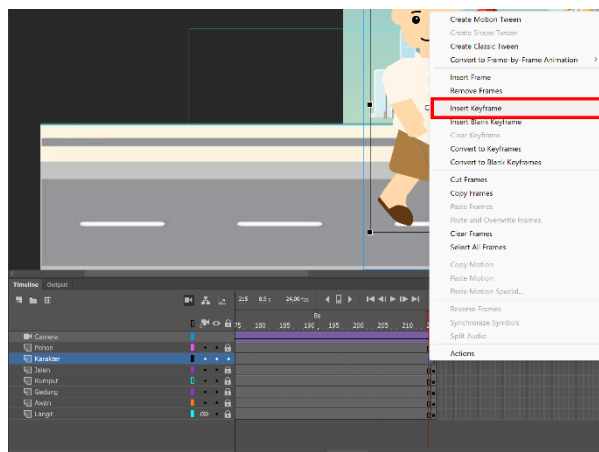 Create Motion Tween
Create Shape Tween
Create Classic Tween
Convert to Frame-by-Frame Animation
Insert Frame
Remove Frames
Insert Keyframe
Insert Blank Keyframe
Clear Keyframe
Convert to Keyframes
Convert to Blank Keyframes
Cut Frames
Copy Frames
Paste Frames
Paste and Overwrite Frames
Clear Frames
Select All Frames
Copy Motion
Paste Motion
Paste Motion Special...
Reverse Frames
Synchronize Symbols
Split Audio
Actions
Timeline Output
215
8s
180 185 190 195 200 205 210
Camera
Pohon
Karakter
Jalan
Rumput
Gedung
Awan
Langit